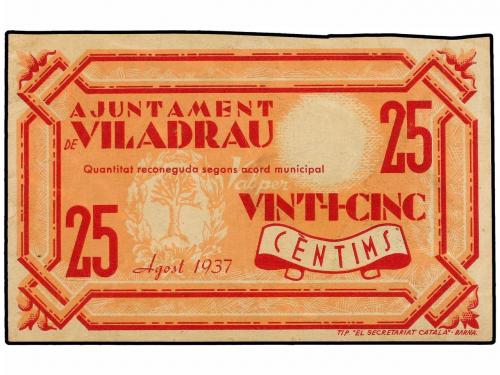 AJUNTAMENT
DE VILADRAU
25
Quantitat reconeguda segons acord municipal
Val per
VINT-I-CINC
CÈNTIMS
25
Agost 1937
TIP. "EL SECRETARIAT CATALÀ" - BARNA.